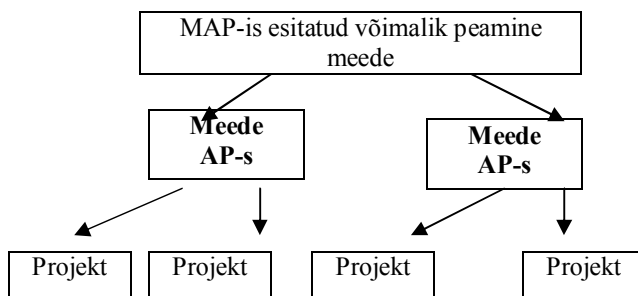 MAP-is esitatud võimalik peamine
meede
Meede
AP-s
Meede
AP-s
Projekt
Projekt
Projekt
Projekt